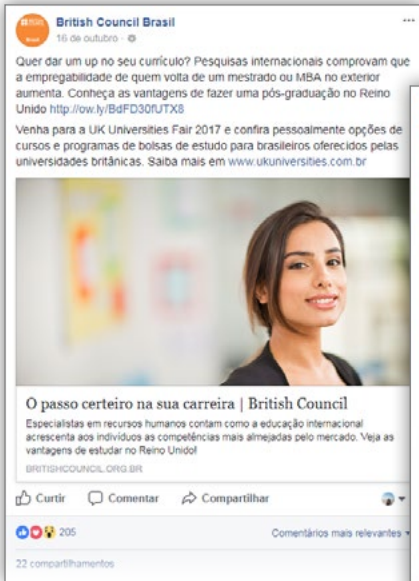 British Council Brasil
16 de outubro ·
Quer dar um up no seu currículo? Pesquisas internacionais comprovam que
a empregabilidade de quem volta de um mestrado ou MBA no exterior
aumenta. Conheça as vantagens de fazer uma pós-graduação no Reino
Unido http://ow.ly/BdFD30fUTX8
Venha para a UK Universities Fair 2017 e confira pessoalmente opções de
cursos e programas de bolsas de estudo para brasileiros oferecidos pelas
universidades britânicas. Saiba mais em www.ukuniversities.com.br
O passo certeiro na sua carreira | British Council
Especialistas em recursos humanos contam como a educação internacional
acrescenta aos indivíduos as competências mais almejadas pelo mercado. Veja as
vantagens de estudar no Reino Unido!
BRITISHCOUNCIL.ORG.BR
Curtir Comentar Compartilhar
205 Comentários mais relevantes
22 compartilhamentos